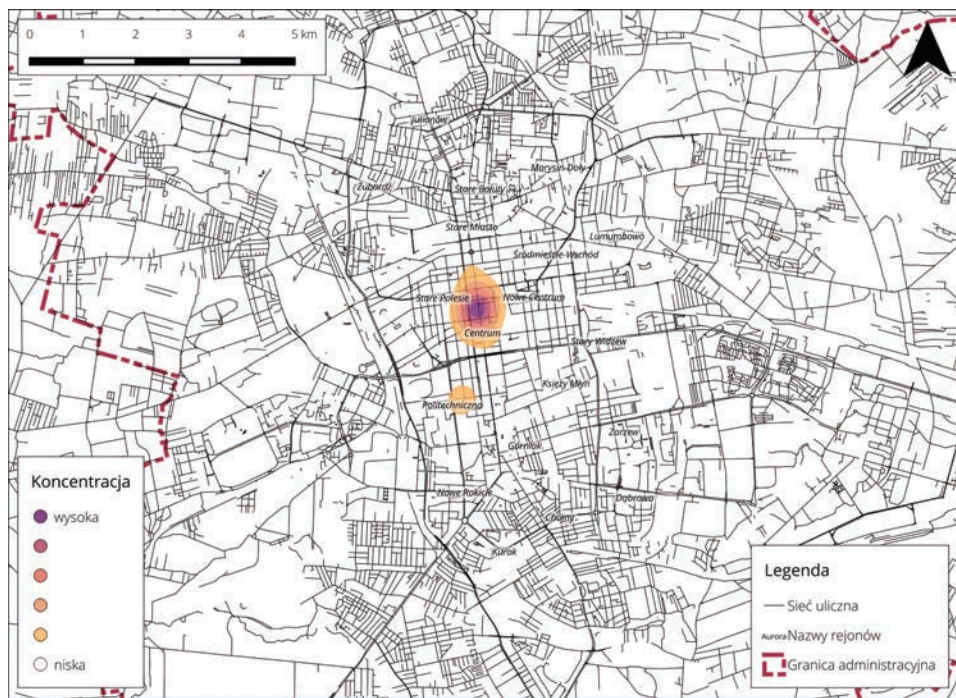 0 1 2 3 4 5 km
Julianów
Marysin-Doły
Żubardź
Stare Bałuty
Stare Miasto
Lumumbowo
Śródmieście-Wschód
Stare Polesie
Nowe Centrum
Centrum
Stary Widzew
Księży Młyn
Politechniczna
Zarzew
Górniak
Nowe Rokicie
Dąbrowa
Chojny
Kurak
Koncentracja
wysoka
niska
Legenda
Sieć uliczna
Aurora Nazwy rejonów
Granica administracyjna